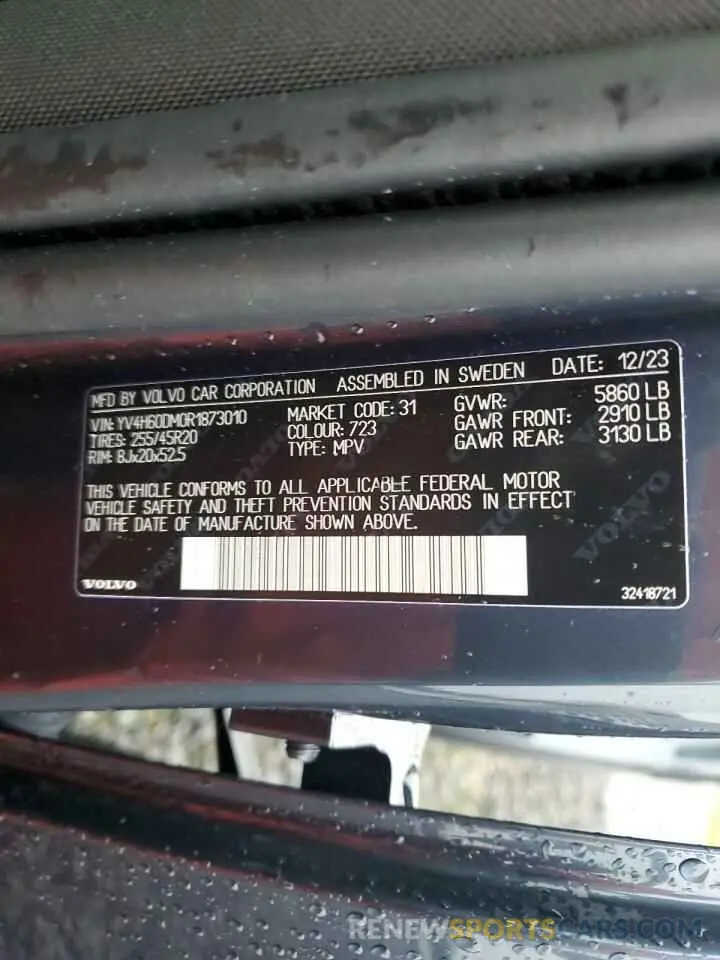 MFD BY VOLVO CAR CORPORATION ASSEMBLED IN SWEDEN DATE: 12/23
VIN: YV4H60DM0R1873010 MARKET CODE: 31 GVWR: 5860 LB
TIRES: 255/45R20 COLOUR: 723 GAWR FRONT: 2910 LB
RIM: 8Jx20x52.5 TYPE: MPV GAWR REAR: 3130 LB
THIS VEHICLE CONFORMS TO ALL APPLICABLE FEDERAL MOTOR
VEHICLE SAFETY AND THEFT PREVENTION STANDARDS IN EFFECT
ON THE DATE OF MANUFACTURE SHOWN ABOVE.
VOLVO
32418721
RENEWSPORTSCARS.COM